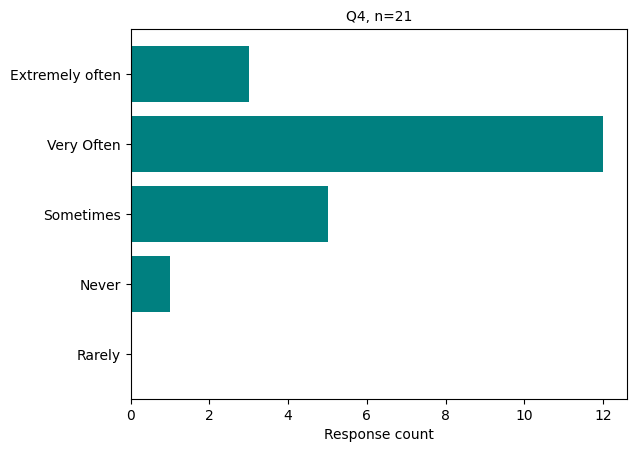 Q4, n=21
Extremely often
Very Often
Sometimes
Never
Rarely
0 2 4 6 8 10 12
Response count